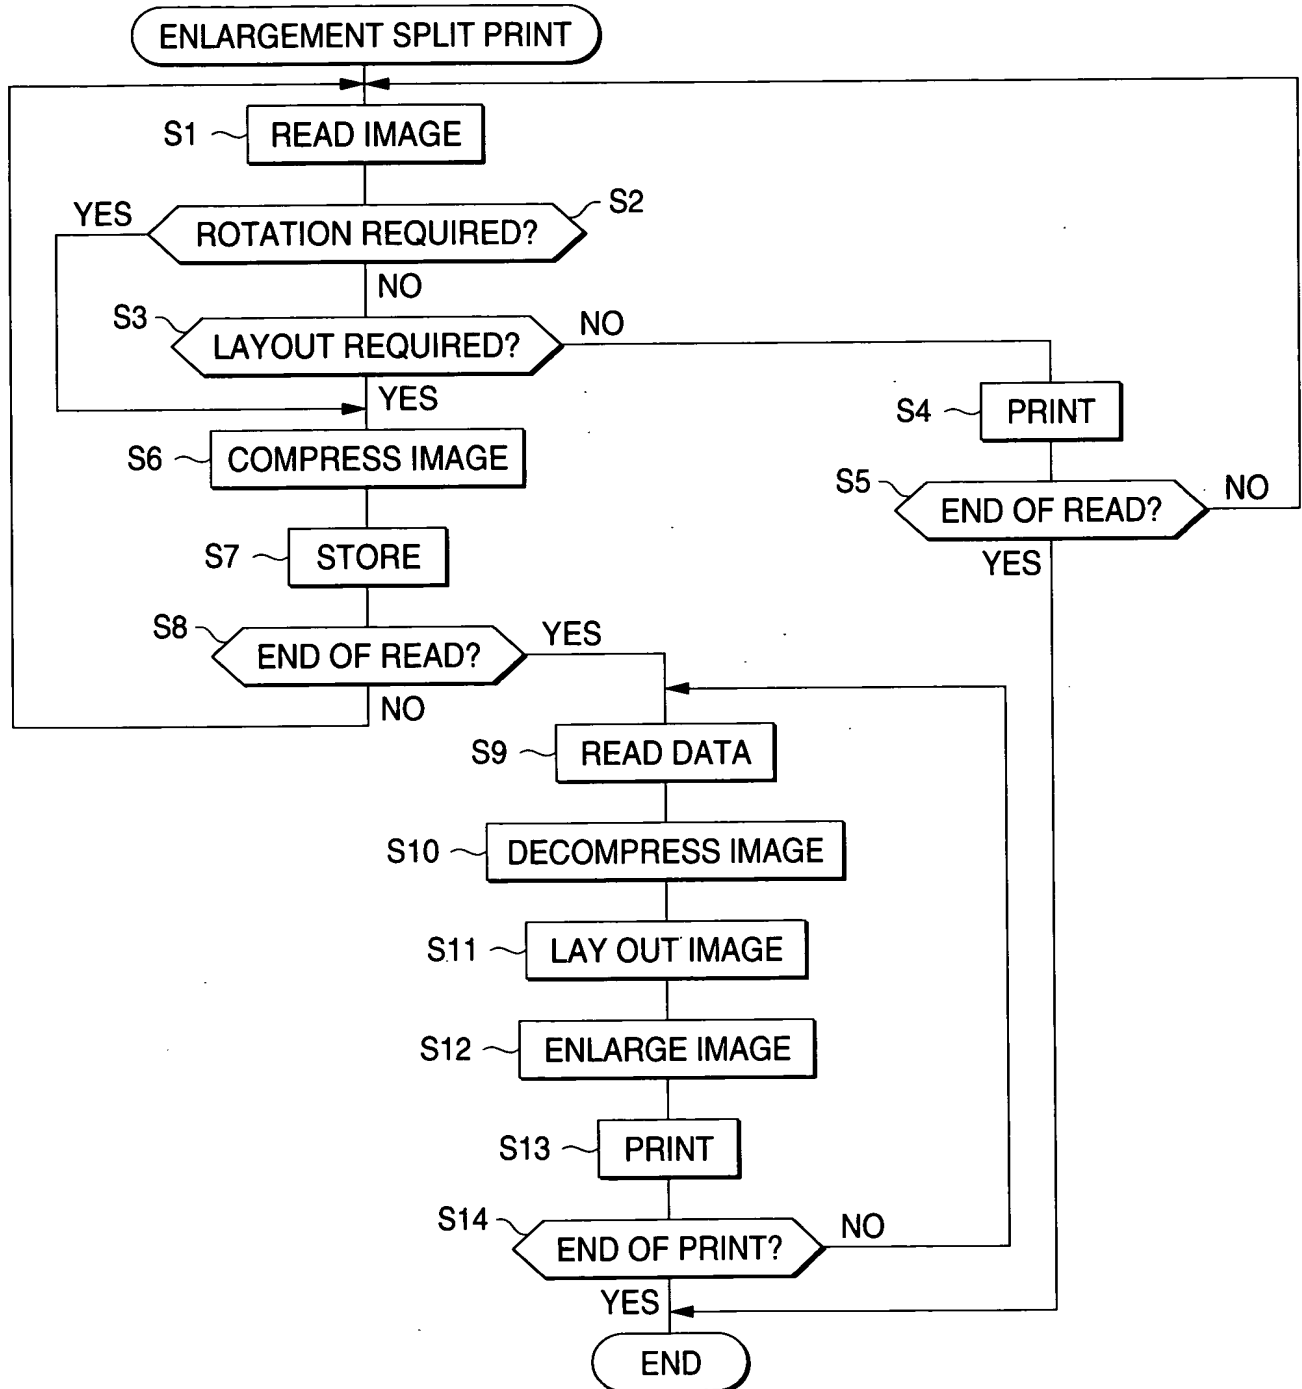 ENLARGEMENT SPLIT PRINT
S1
READ IMAGE
YES
S2
ROTATION REQUIRED?
NO
S3
LAYOUT REQUIRED?
NO
YES
S4
PRINT
S6
COMPRESS IMAGE
S5
END OF READ?
NO
YES
S7
STORE
S8
END OF READ?
YES
NO
S9
READ DATA
S10
DECOMPRESS IMAGE
S11
LAY OUT IMAGE
S12
ENLARGE IMAGE
S13
PRINT
S14
END OF PRINT?
NO
YES
END